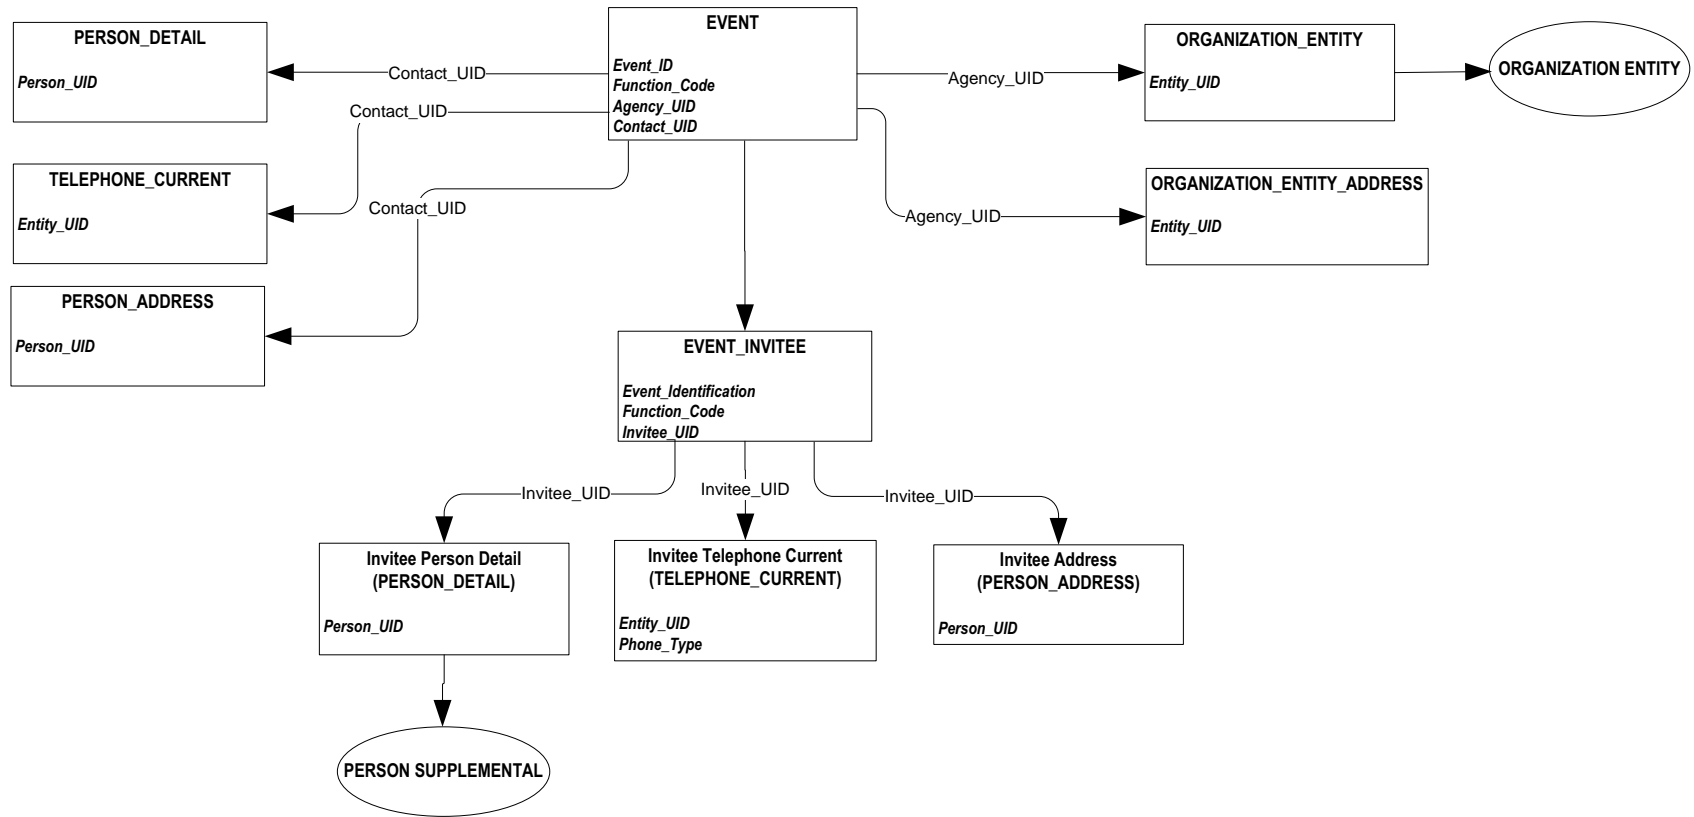 EVENT
Event_ID
Function_Code
Agency_UID
Contact_UID
PERSON_DETAIL
Person_UID
Contact_UID
Agency_UID
ORGANIZATION_ENTITY
Entity_UID
ORGANIZATION ENTITY
Contact_UID
TELEPHONE_CURRENT
Entity_UID
Contact_UID
Agency_UID
ORGANIZATION_ENTITY_ADDRESS
Entity_UID
PERSON_ADDRESS
Person_UID
EVENT_INVITEE
Event_Identification
Function_Code
Invitee_UID
Invitee_UID
Invitee_UID
Invitee_UID
Invitee Person Detail
(PERSON_DETAIL)
Person_UID
Invitee Telephone Current
(TELEPHONE_CURRENT)
Entity_UID
Phone_Type
Invitee Address
(PERSON_ADDRESS)
Person_UID
PERSON SUPPLEMENTAL